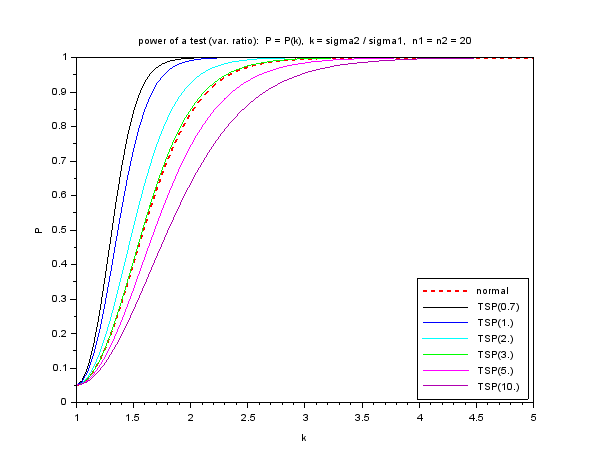 power of a test (var. ratio): P = P(k), k = sigma2 / sigma1, n1 = n2 = 20
1
0.9
0.8
0.7
0.6
0.5
0.4
0.3
0.2
0.1
0
P
1
1.5
2
2.5
3
3.5
4
4.5
5
k
normal
TSP(0.7)
TSP(1.)
TSP(2.)
TSP(3.)
TSP(5.)
TSP(10.)